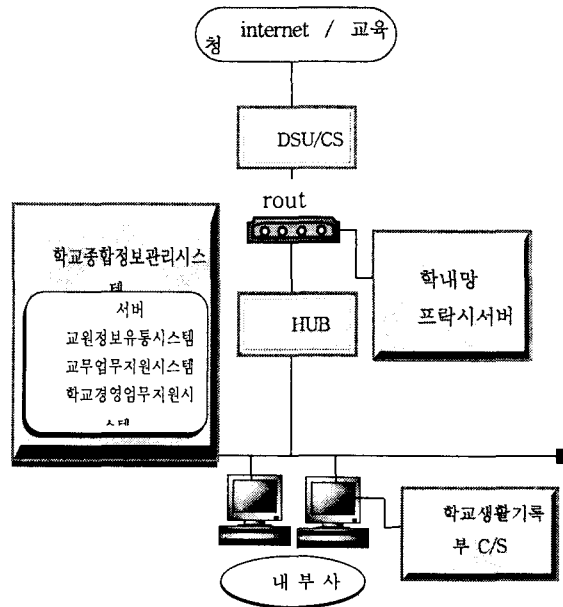 internet / 교육
청
DSU/CS
rout
학교종합정보관리시스
템
서버
교원정보유통시스템
교무업무지원시스템
학교경영업무지원시
스템
HUB
학내망
프락시서버
학교생활기록
부 C/S
내 부 사